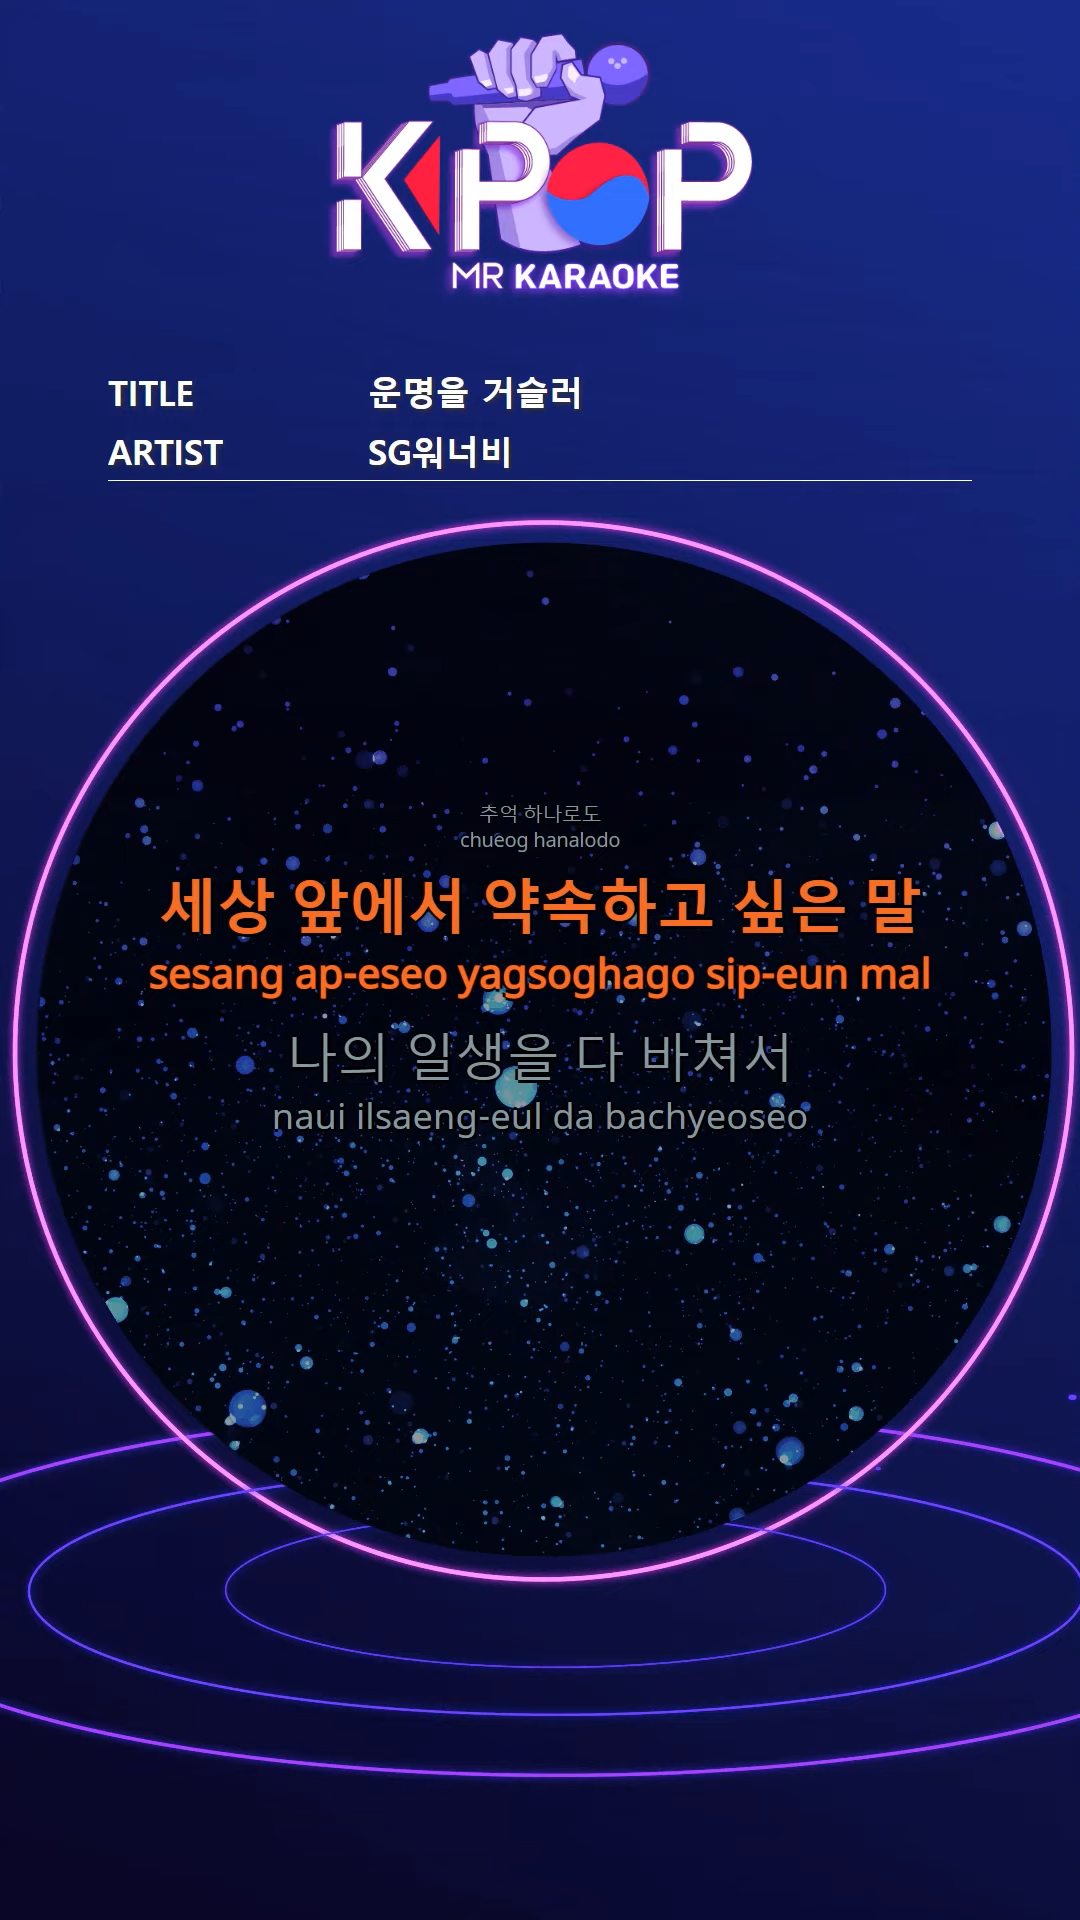 KPOP
MR KARAOKE
TITLE 운명을 거슬러
ARTIST SG워너비
추억 하나로도
chueog hanalodo
세상 앞에서 약속하고 싶은 말
sesang ap-eseo yagsoghago sip-eun mal
나의 일생을 다 바쳐서
naui ilsaeng-eul da bachyeoseo